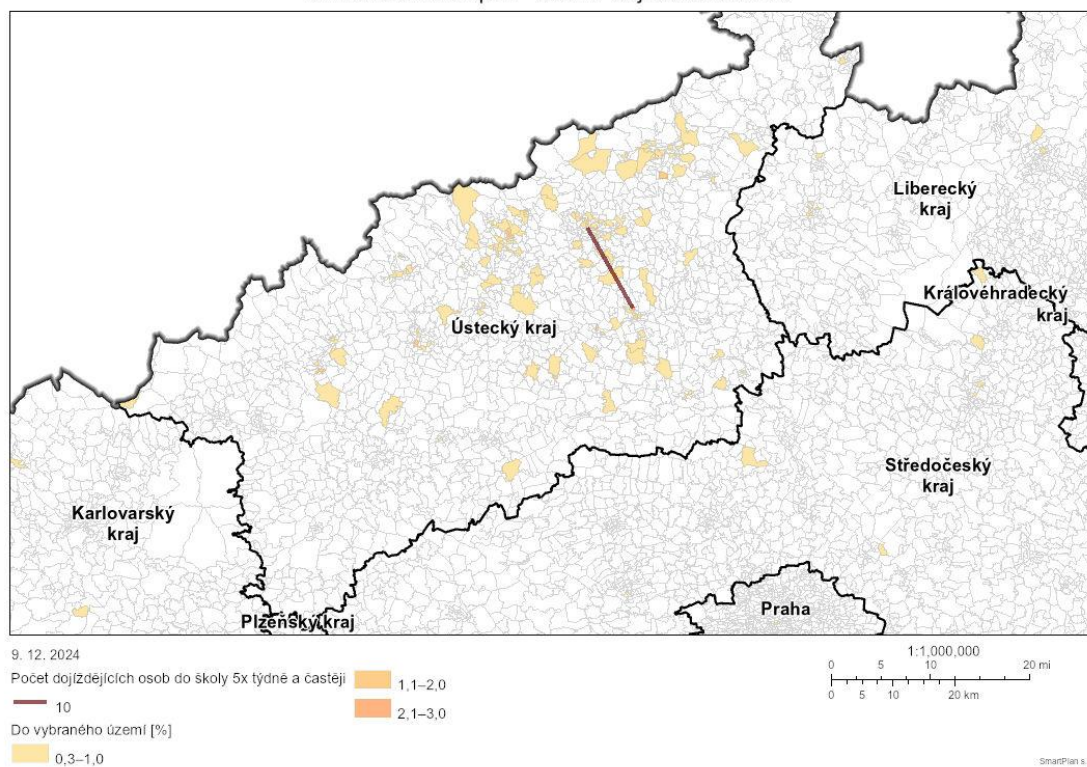 Liberecký
kraj
Královéhradecký
kraj
Ústecký kraj
Středočeský
kraj
Karlovarský
kraj
Praha
Plzeňský kraj
9. 12. 2024
Počet dojíždějících osob do školy 5x týdně a častěji
10
Do vybraného území [%]
0,3–1,0
1,1–2,0
2,1–3,0
1:1,000,000
0 5 10 20 mi
0 5 10 20 km
SmartPlan s